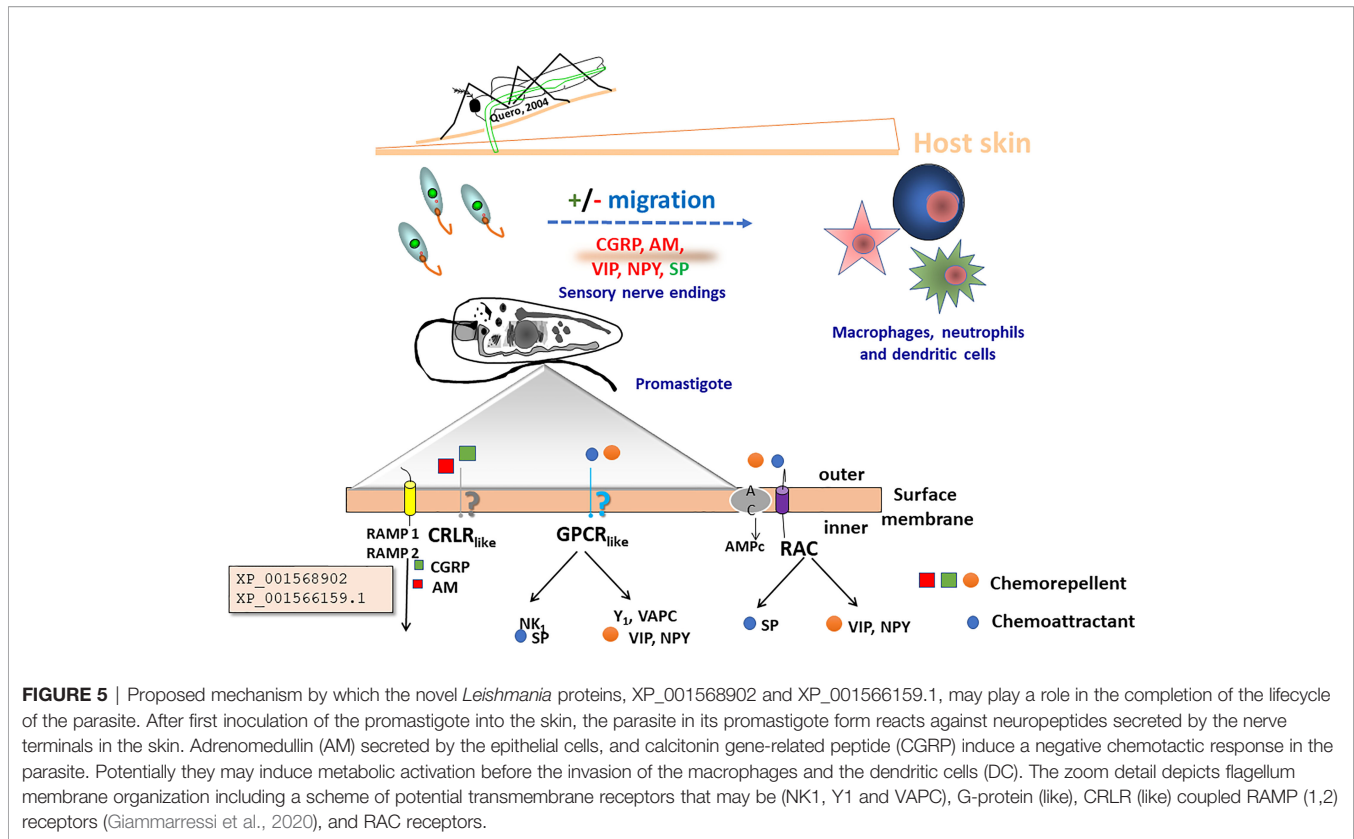 Quero, 2004
Host skin
+/- migration
CGRP, AM,
VIP, NPY, SP
Sensory nerve endings
Macrophages, neutrophils
and dendritic cells
Promastigote
outer
Surface
membrane
inner
?
?
A
C
RAMP 1
RAMP 2
CRLRlike
GPCRlike
AMPc
RAC
CGRP
AM
XP_001568902
XP_001566159.1
NK1
SP
Y1, VAPC
VIP, NPY
SP
VIP, NPY
Chemorepellent
Chemoattractant
FIGURE 5 | Proposed mechanism by which the novel Leishmania proteins, XP_001568902 and XP_001566159.1, may play a role in the completion of the lifecycle
of the parasite. After first inoculation of the promastigote into the skin, the parasite in its promastigote form reacts against neuropeptides secreted by the nerve
terminals in the skin. Adrenomedullin (AM) secreted by the epithelial cells, and calcitonin gene-related peptide (CGRP) induce a negative chemotactic response in the
parasite. Potentially they may induce metabolic activation before the invasion of the macrophages and the dendritic cells (DC). The zoom detail depicts flagellum
membrane organization including a scheme of potential transmembrane receptors that may be (NK1, Y1 and VAPC), G-protein (like), CRLR (like) coupled RAMP (1,2)
receptors (Giammarressi et al., 2020), and RAC receptors.